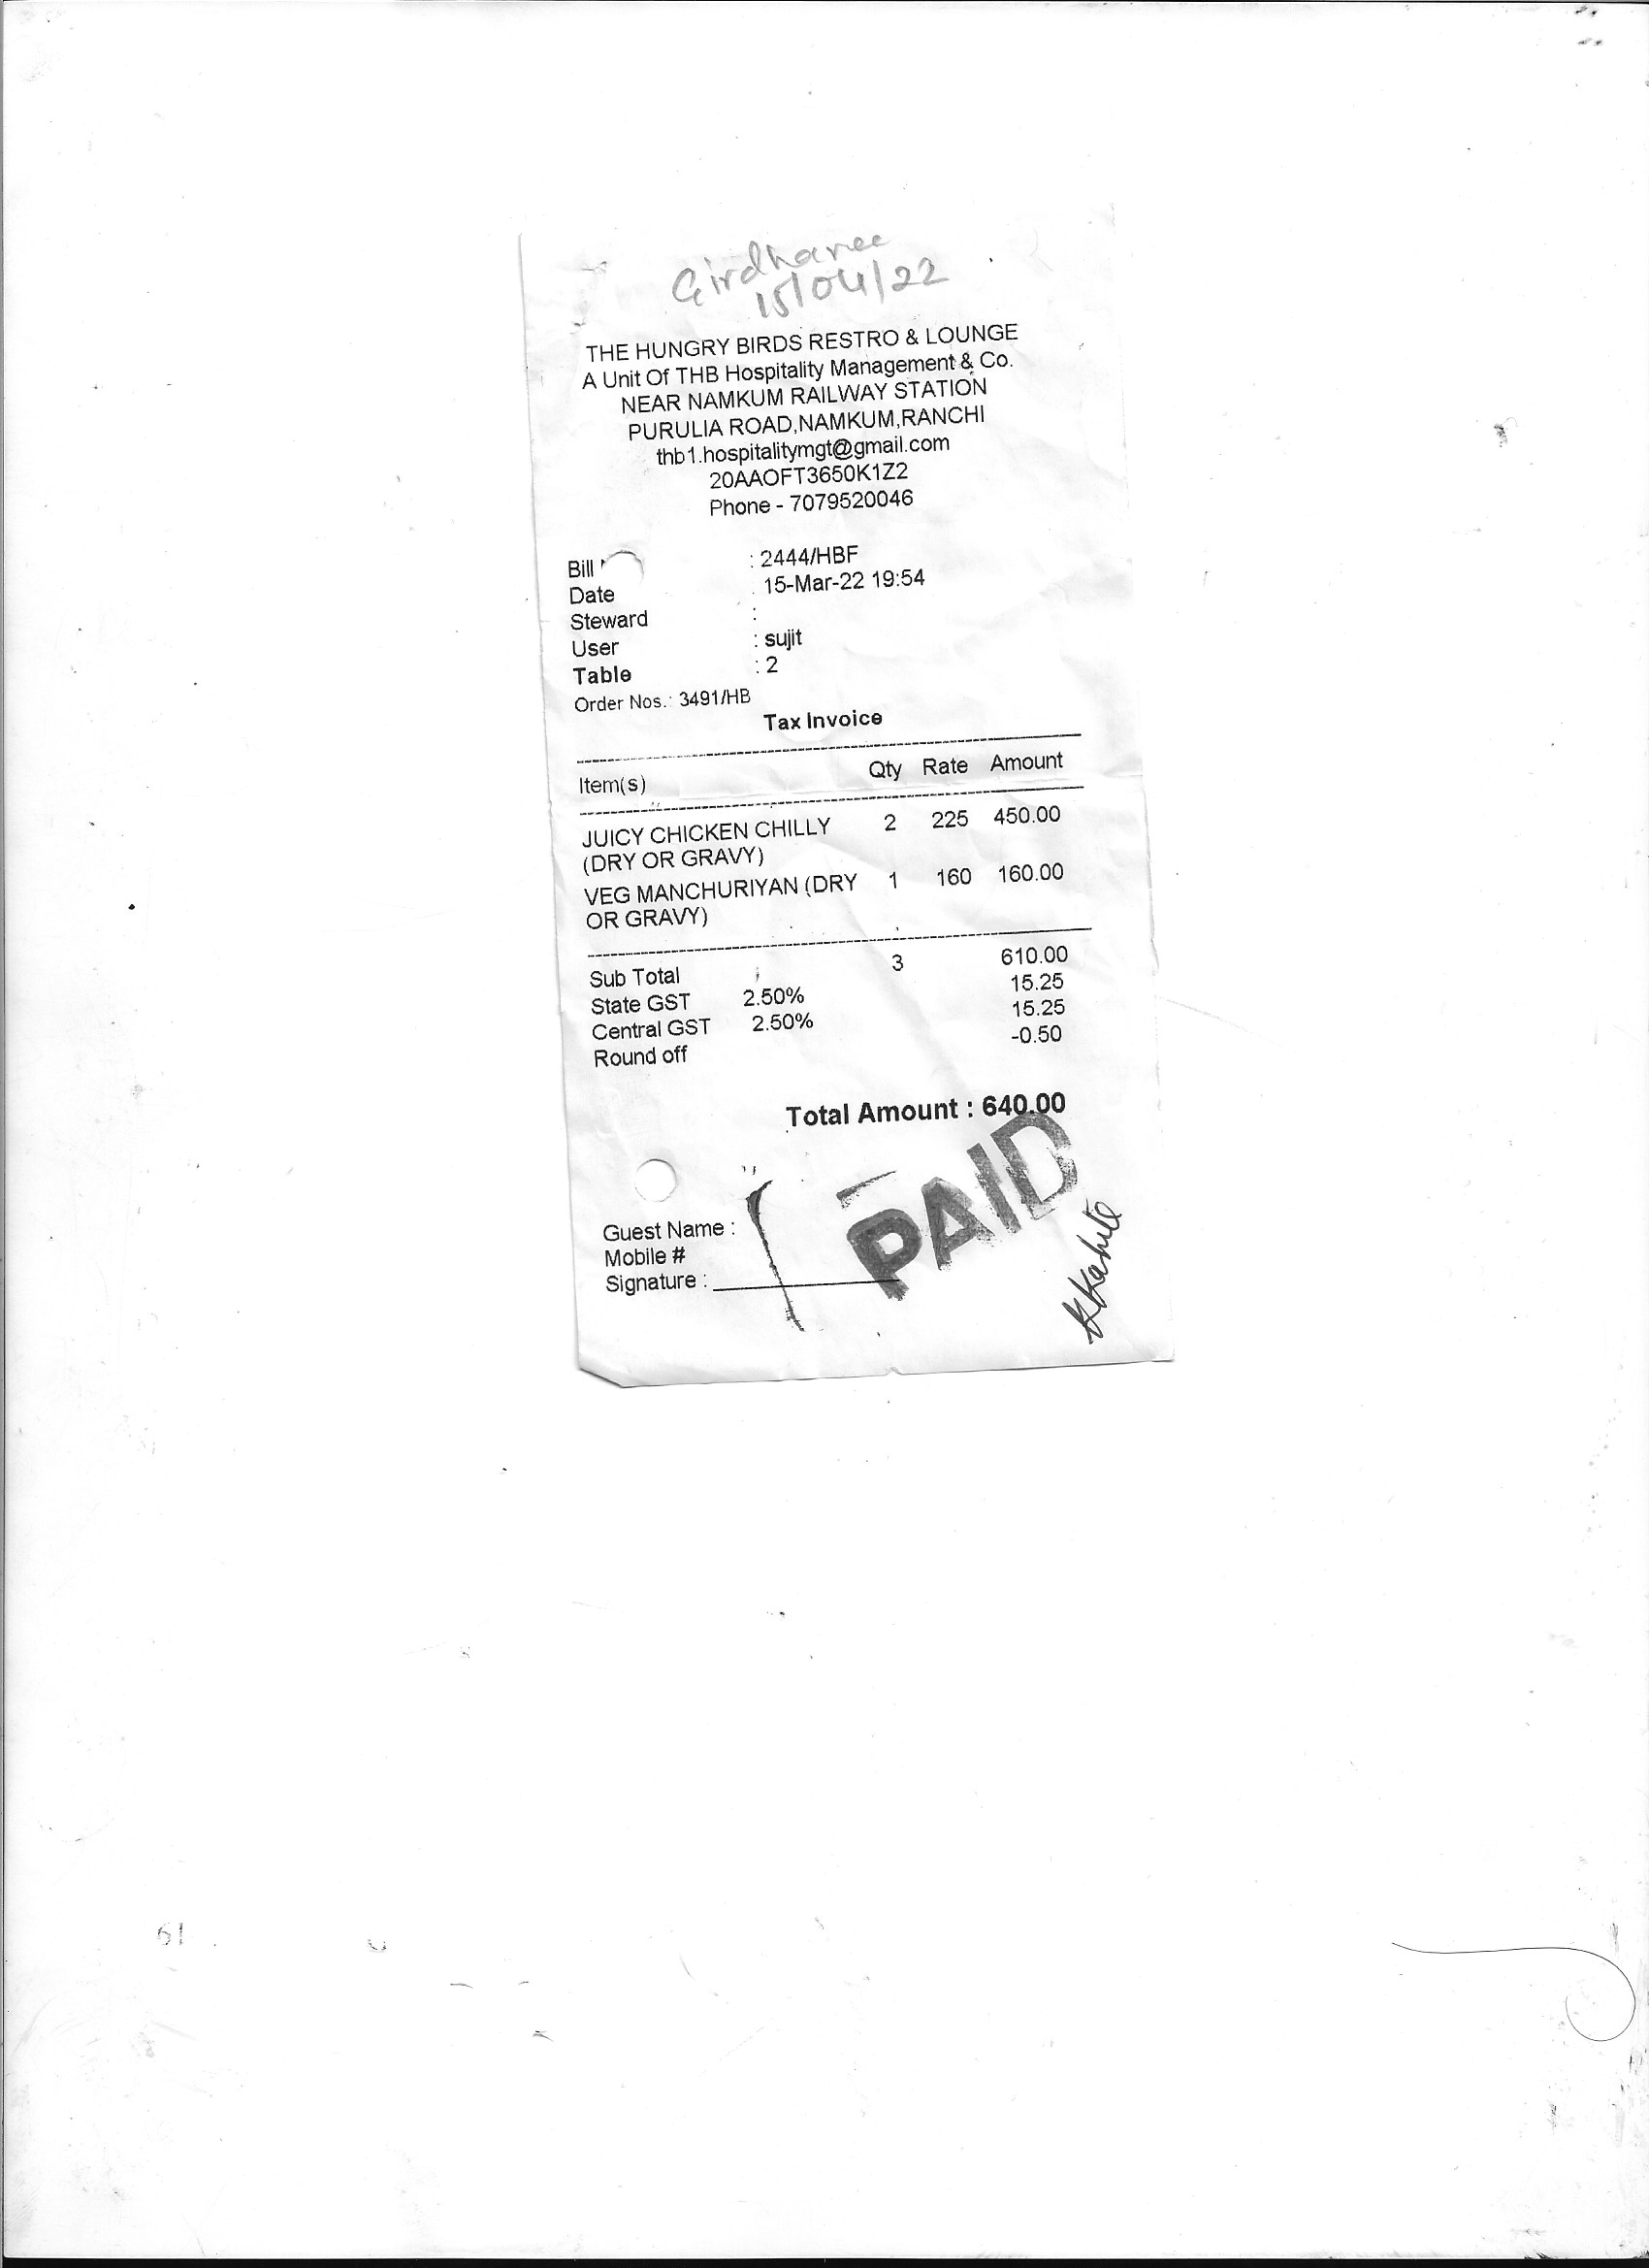 Girdharee
15/04/22
THE HUNGRY BIRDS RESTRO & LOUNGE
A Unit Of THB Hospitality Management & Co.
NEAR NAMKUM RAILWAY STATION
PURULIA ROAD,NAMKUM,RANCHI
thb1.hospitalitymgt@gmail.com
20AAOFT3650K1Z2
Phone - 7079520046
Bill : 2444/HBF
Date 15-Mar-22 19:54
Steward :
User : sujit
Table : 2
Order Nos.: 3491/HB
Tax Invoice
Item(s) Qty Rate Amount
JUICY CHICKEN CHILLY 2 225 450.00
(DRY OR GRAVY)
VEG MANCHURIYAN (DRY 1 160 160.00
OR GRAVY)
Sub Total 3 610.00
State GST 2.50% 15.25
Central GST 2.50% 15.25
Round off -0.50
Total Amount : 640.00
PAID
Guest Name :
Mobile #
Signature :